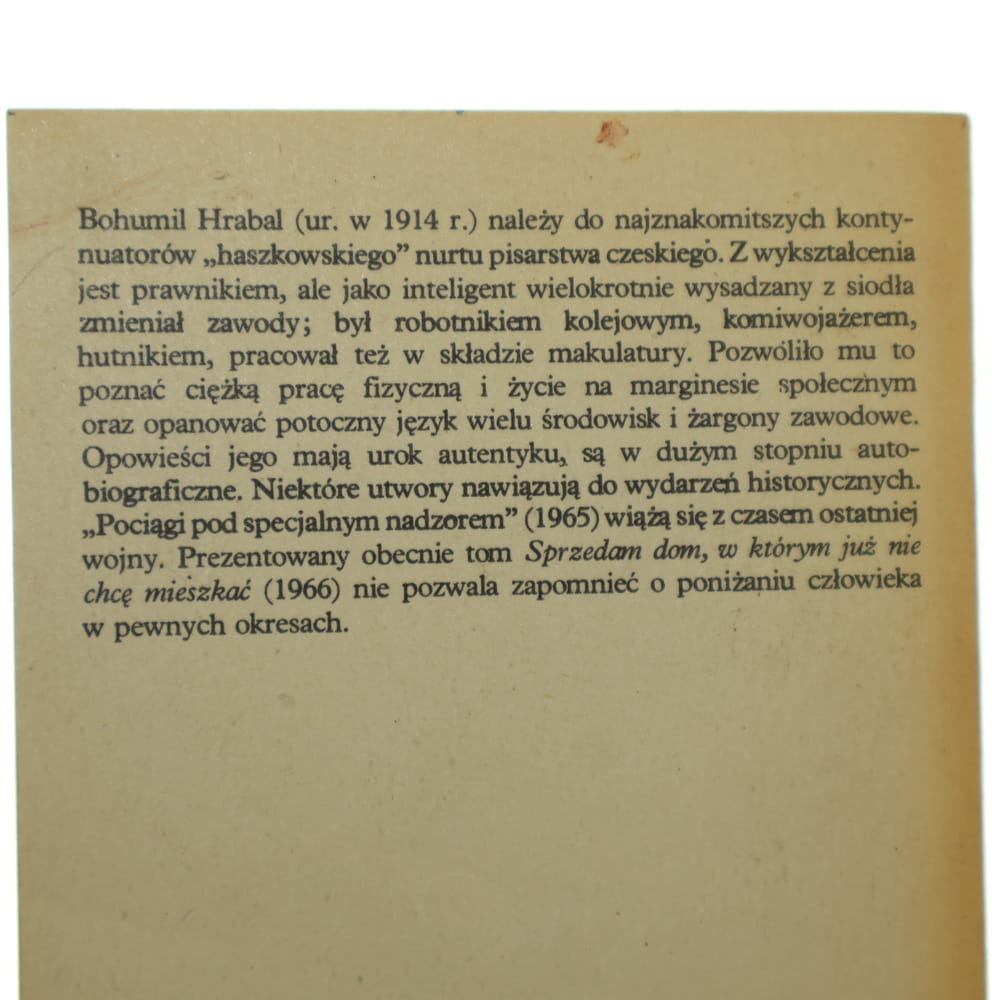 Bohumil Hrabal (ur. w 1914 r.) należy do najznakomitszych konty-
nuatorów „haszkowskiego” nurtu pisarstwa czeskiego. Z wykształcenia
jest prawnikiem, ale jako inteligent wielokrotnie wysadzany z siodła
zmieniał zawody; był robotnikiem kolejowym, komiwojażerem,
hutnikiem, pracował też w składzie makulatury. Pozwoliło mu to
poznać ciężką pracę fizyczną i życie na marginesie społecznym
oraz opanować potoczny język wielu środowisk i żargony zawodowe.
Opowieści jego mają urok autentyku, są w dużym stopniu auto-
biograficzne. Niektóre utwory nawiązują do wydarzeń historycznych.
„Pociągi pod specjalnym nadzorem” (1965) wiążą się z czasem ostatniej
wojny. Prezentowany obecnie tom Sprzedam dom, w którym już nie
chcę mieszkać (1966) nie pozwala zapomnieć o poniżaniu człowieka
w pewnych okresach.